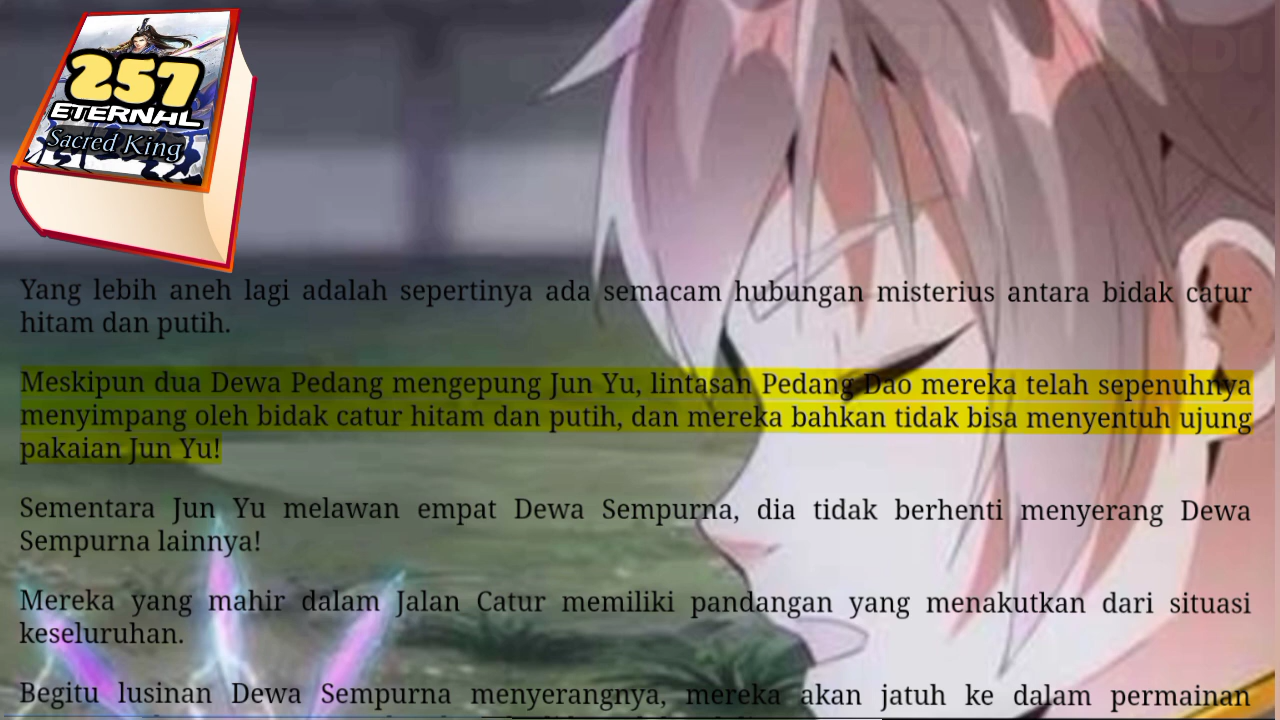 257
ETERNAL
Sacred King
Yang lebih aneh lagi adalah sepertinya ada semacam hubungan misterius antara bidak catur
hitam dan putih.
Meskipun dua Dewa Pedang mengepung Jun Yu, lintasan Pedang Dao mereka telah sepenuhnya
menyimpang oleh bidak catur hitam dan putih, dan mereka bahkan tidak bisa menyentuh ujung
pakaian Jun Yu!
Sementara Jun Yu melawan empat Dewa Sempurna, dia tidak berhenti menyerang Dewa
Sempurna lainnya!
Mereka yang mahir dalam Jalan Catur memiliki pandangan yang menakutkan dari situasi
keseluruhan.
Begitu lusinan Dewa Sempurna menyerangnya, mereka akan jatuh ke dalam permainan